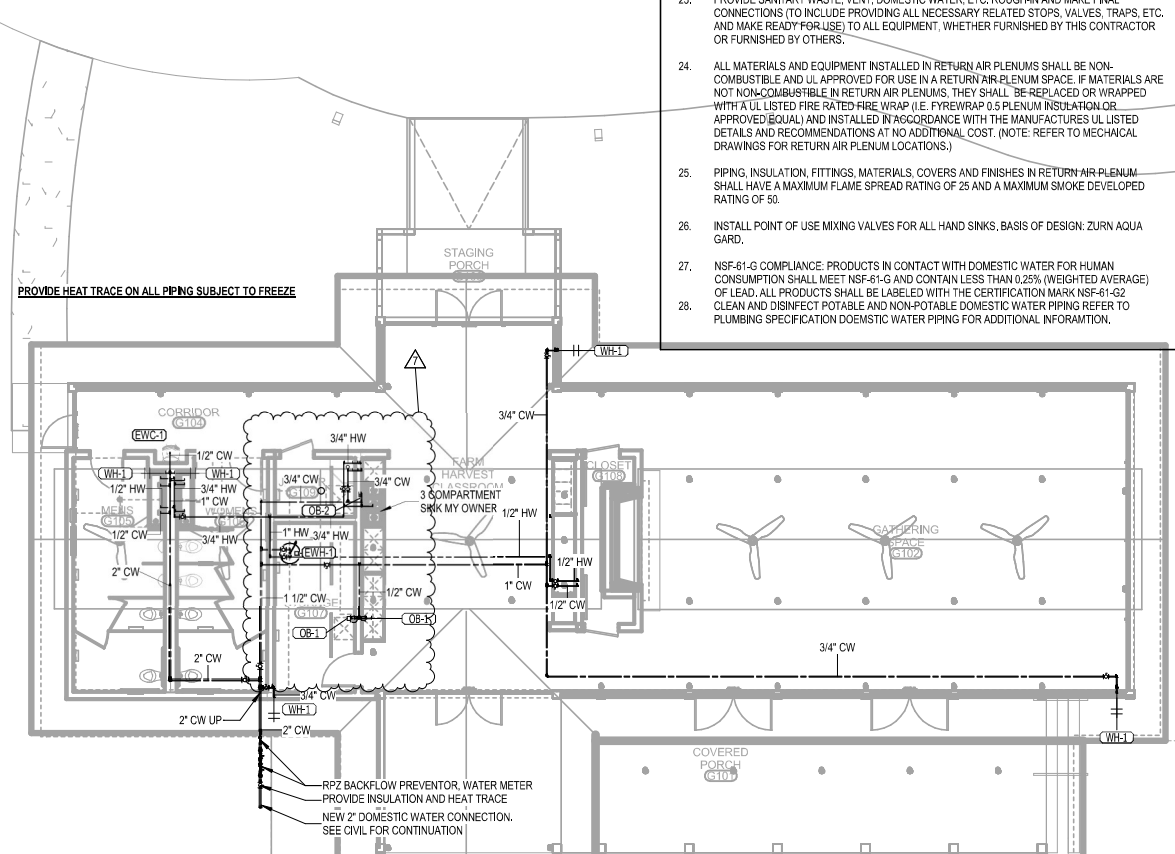 23. PROVIDE SANITARY WASTE, VENT, DOMESTIC WATER, ETC. ROUGH-IN AND MAKE FINAL
CONNECTIONS (TO INCLUDE PROVIDING ALL NECESSARY RELATED STOPS, VALVES, TRAPS, ETC.
AND MAKE READY FOR USE) TO ALL EQUIPMENT, WHETHER FURNISHED BY THIS CONTRACTOR
OR FURNISHED BY OTHERS.
24. ALL MATERIALS AND EQUIPMENT INSTALLED IN RETURN AIR PLENUMS SHALL BE NON-
COMBUSTIBLE AND UL APPROVED FOR USE IN A RETURN AIR PLENUM SPACE. IF MATERIALS ARE
NOT NON-COMBUSTIBLE IN RETURN AIR PLENUMS, THEY SHALL BE REPLACED OR WRAPPED
WITH A UL LISTED FIRE RATED FIRE WRAP (I.E. FYREWRAP 0.5 PLENUM INSULATION OR
APPROVED EQUAL) AND INSTALLED IN ACCORDANCE WITH THE MANUFACTURES UL LISTED
DETAILS AND RECOMMENDATIONS AT NO ADDITIONAL COST. (NOTE: REFER TO MECHAICAL
DRAWINGS FOR RETURN AIR PLENUM LOCATIONS.)
25. PIPING, INSULATION, FITTINGS, MATERIALS, COVERS AND FINISHES IN RETURN AIR PLENUM
SHALL HAVE A MAXIMUM FLAME SPREAD RATING OF 25 AND A MAXIMUM SMOKE DEVELOPED
RATING OF 50.
26. INSTALL POINT OF USE MIXING VALVES FOR ALL HAND SINKS, BASIS OF DESIGN: ZURN AQUA
GARD.
27. NSF-61-G COMPLIANCE: PRODUCTS IN CONTACT WITH DOMESTIC WATER FOR HUMAN
CONSUMPTION SHALL MEET NSF-61-G AND CONTAIN LESS THAN 0.25% (WEIGHTED AVERAGE)
OF LEAD. ALL PRODUCTS SHALL BE LABELED WITH THE CERTIFICATION MARK NSF-61-G2
28. CLEAN AND DISINFECT POTABLE AND NON-POTABLE DOMESTIC WATER PIPING REFER TO
PLUMBING SPECIFICATION DOEMSTIC WATER PIPING FOR ADDITIONAL INFORAMTION.
STAGING
PORCH
PROVIDE HEAT TRACE ON ALL PIPING SUBJECT TO FREEZE
7
WH-1
3/4" CW
CORRIDOR
G104
EWC-1
3/4" HW
1/2" CW
WH-1
WH-1
3/4" CW
3/4" CW
FARM
HARVEST
CLASSROOM
CLOSET
G108
1/2" HW
3/4" HW
1" CW
G109
3 COMPARTMENT
SINK MY OWNER
OB-2
MENS
G105
1/2" HW
1/2" CW
3/4" HW
1" HW
3/4" HW
GATHERING
SPACE
G102
EWH-1
1/2" HW
2" CW
1" CW
1 1/2" CW
G107
1/2" CW
1/2" CW
OB-1
OB-1
2" CW
3/4" CW
3/4" CW
WH-1
2" CW UP
2" CW
WH-1
COVERED
PORCH
G101
RPZ BACKFLOW PREVENTOR, WATER METER
PROVIDE INSULATION AND HEAT TRACE
NEW 2" DOMESTIC WATER CONNECTION.
SEE CIVIL FOR CONTINUATION